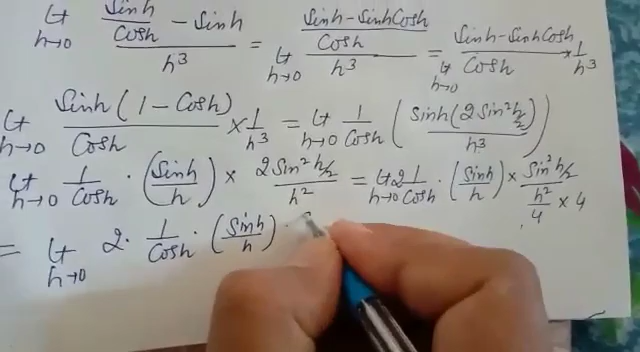 Lt h→0 (Sinh/Cosh - Sinh)/h³ = Lt h→0 ((Sinh - Sinh Cosh)/Cosh)/h³ = Lt h→0 (Sinh - Sinh Cosh)/Cosh × 1/h³
Lt h→0 Sinh(1 - Cosh)/Cosh × 1/h³ = Lt h→0 1/Cosh (Sinh(2Sin² h/2)/h³)
Lt h→0 1/Cosh · (Sinh/h) × 2Sin² h/2 / h² = Lt h→0 2 1/Cosh · (Sinh/h) × Sin² h/2 / (h²/4 × 4)
= Lt h→0 2 · 1/Cosh · (Sinh/h) ·